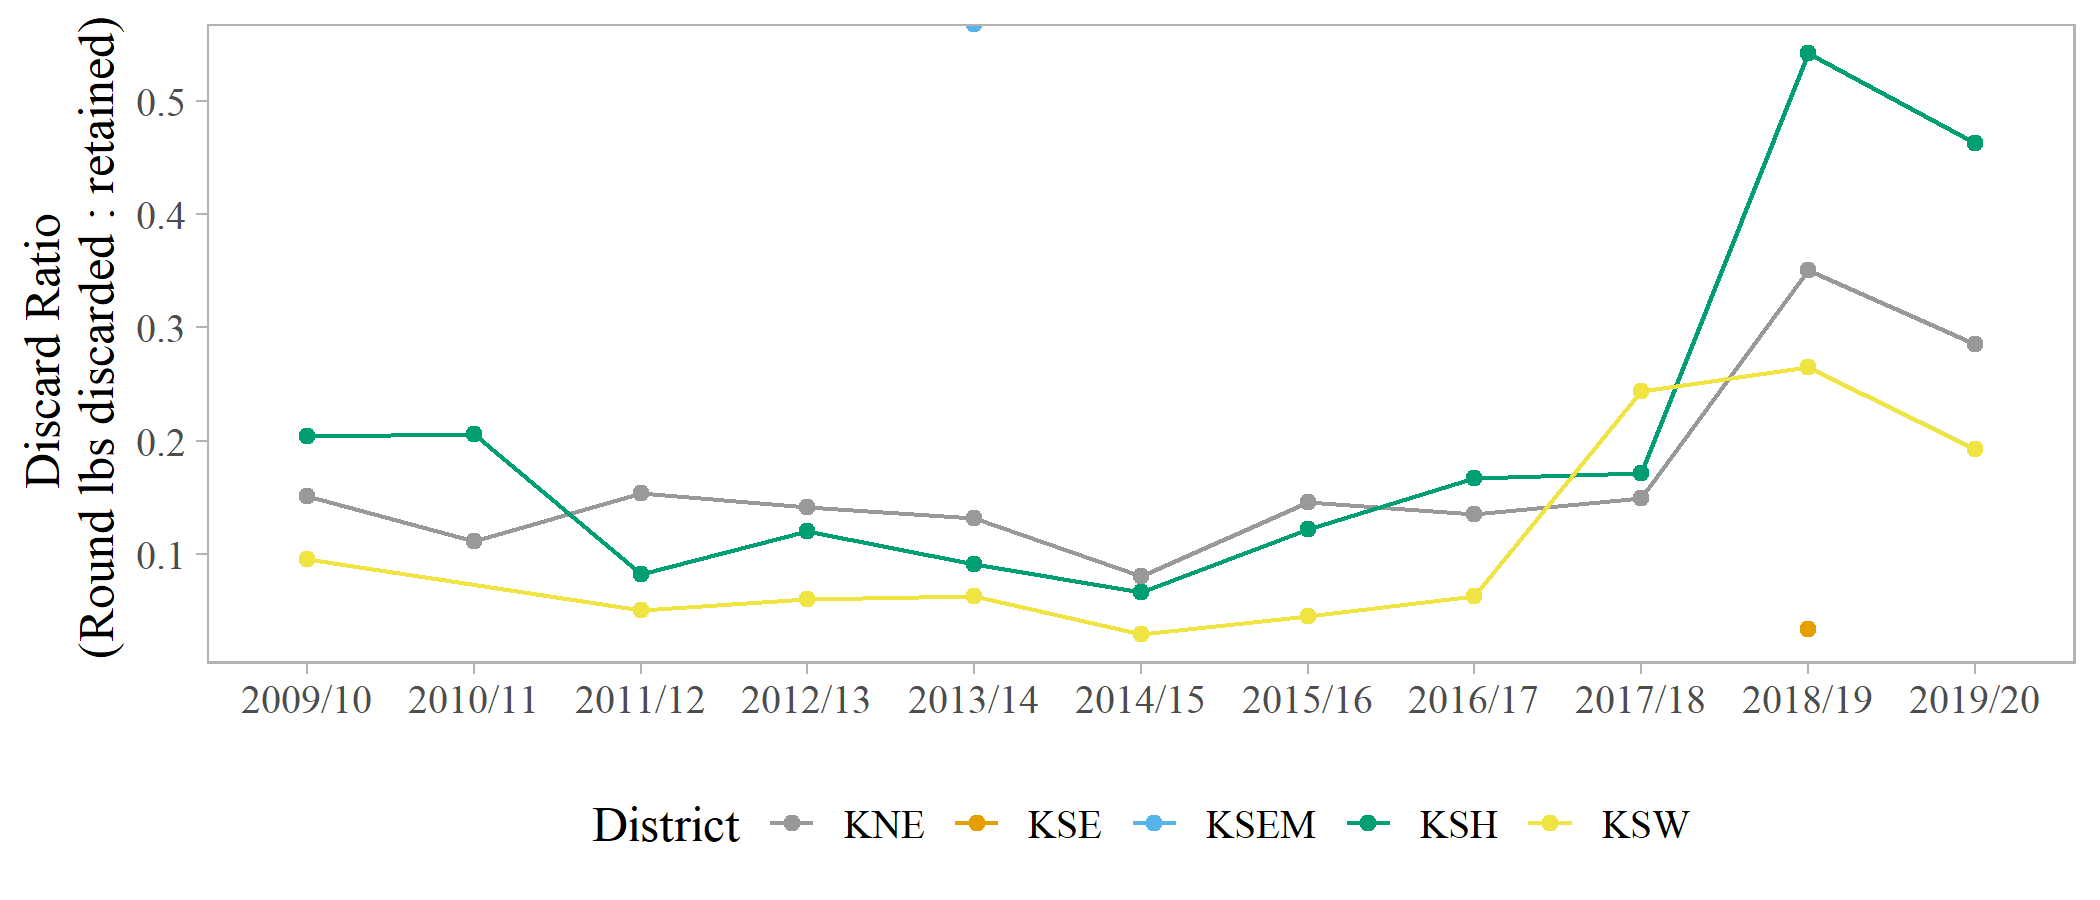 Discard Ratio
(Round lbs discarded : retained)
0.5
0.4
0.3
0.2
0.1
2009/10 2010/11 2011/12 2012/13 2013/14 2014/15 2015/16 2016/17 2017/18 2018/19 2019/20
District KNE KSE KSEM KSH KSW